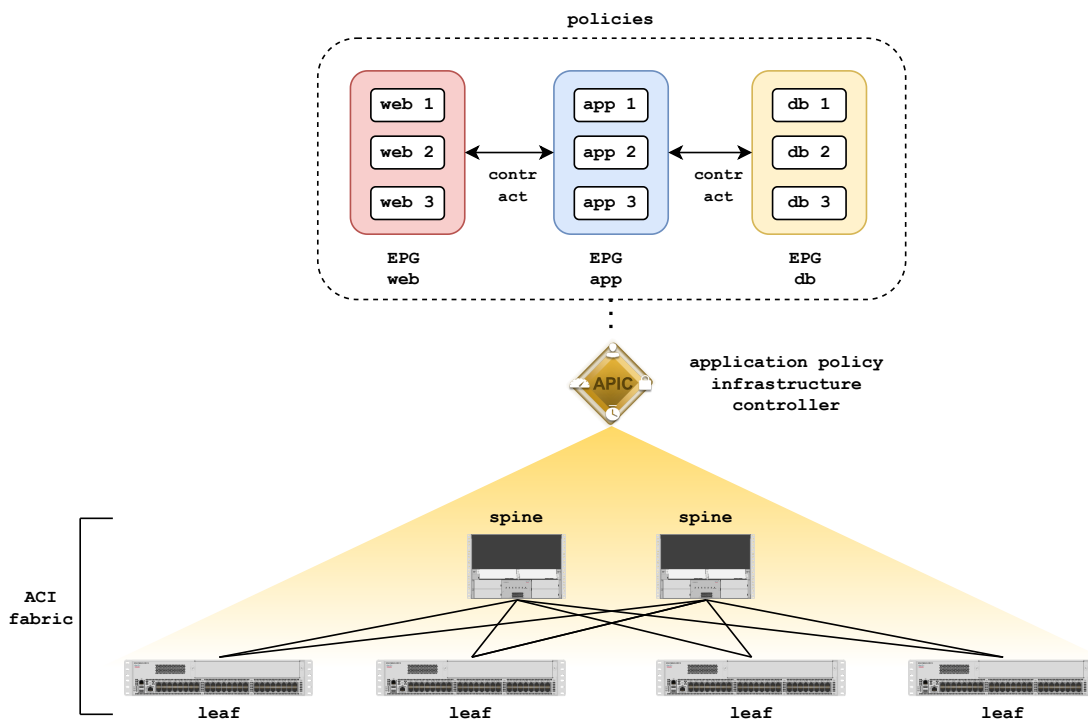 policies
web 1
app 1
db 1
web 2
app 2
db 2
contr
act
contr
act
web 3
app 3
db 3
EPG
web
EPG
app
EPG
db
APIC
application policy
infrastructure
controller
spine
spine
ACI
fabric
leaf
leaf
leaf
leaf